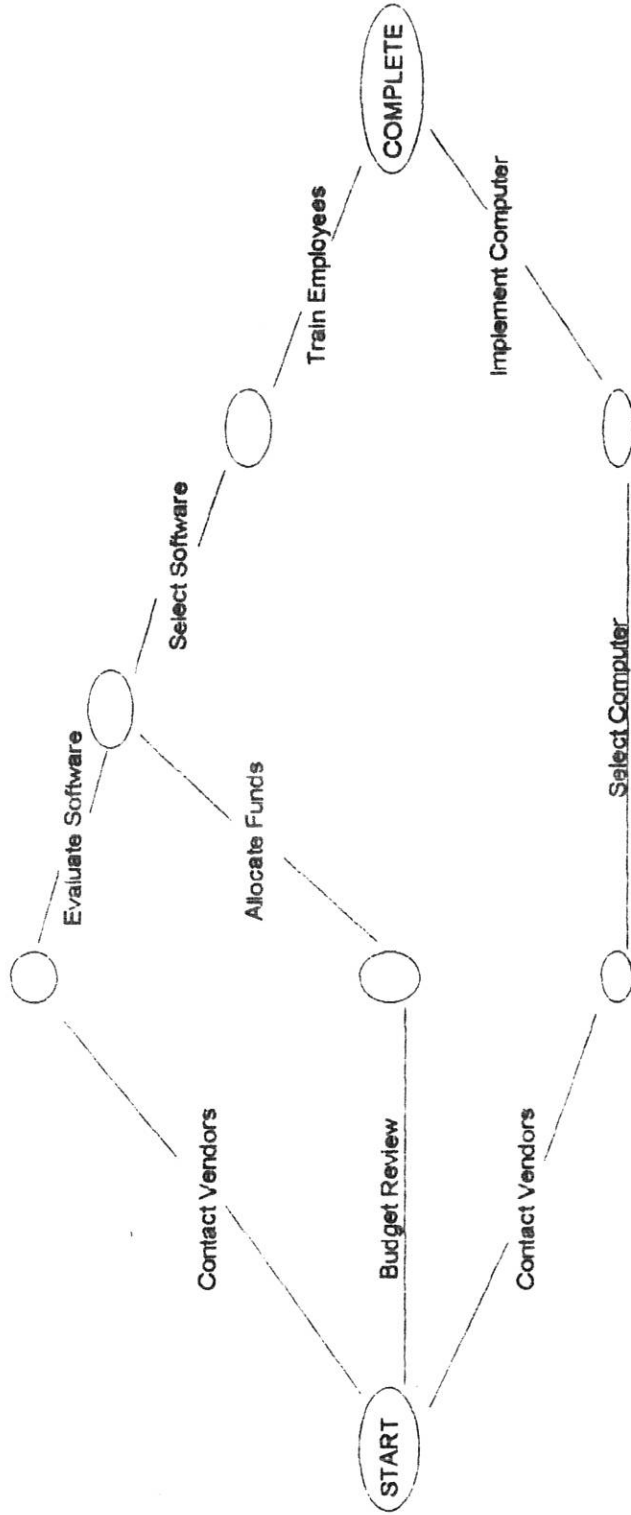 START
Contact Vendors
Budget Review
Contact Vendors
Evaluate Software
Allocate Funds
Select Computer
Select Software
Train Employees
Implement Computer
COMPLETE